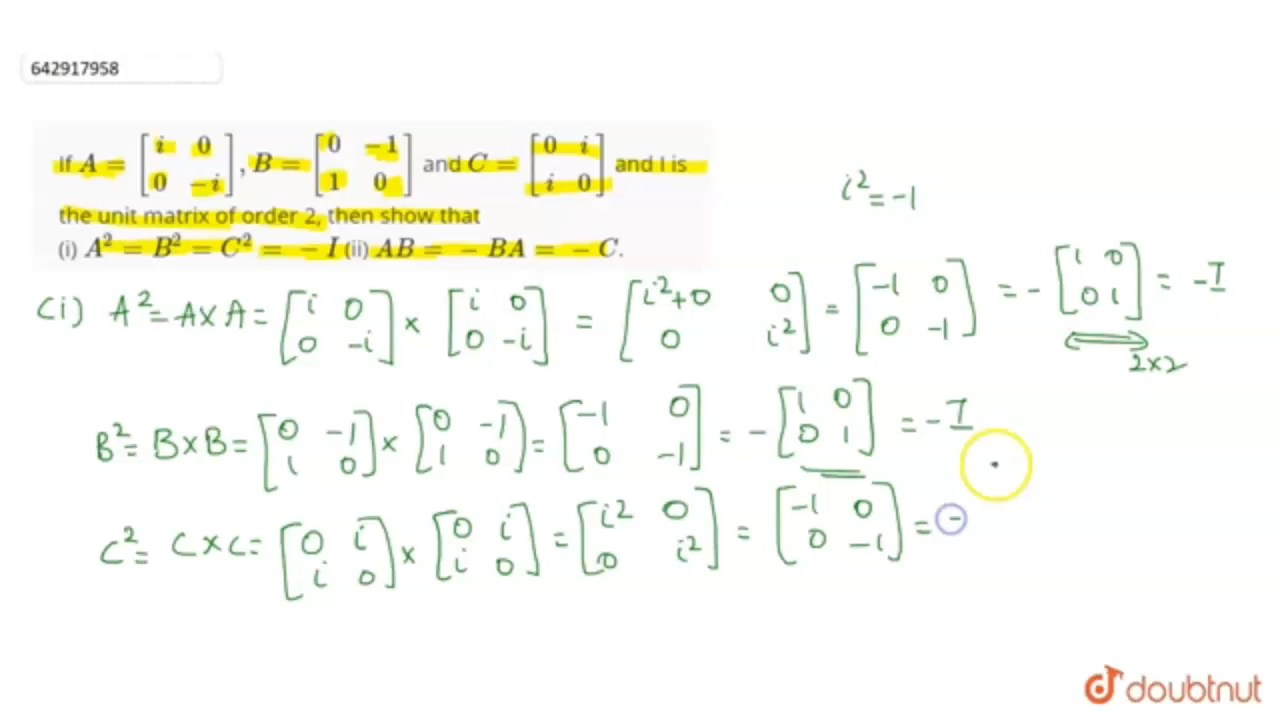 642917958
If A = [i 0; 0 −i], B = [0 −1; 1 0] and C = [0 i; i 0] and I is
the unit matrix of order 2, then show that
(i) A² = B² = C² = − I (ii) AB = − BA = − C.
i² = -1
(i) A² = A×A = [i 0; 0 -i] × [i 0; 0 -i] = [i²+0 0; 0 i²] = [-1 0; 0 -1] = -[1 0; 0 1] = -I
2×2
B² = B×B = [0 -1; 1 0] × [0 -1; 1 0] = [-1 0; 0 -1] = -[1 0; 0 1] = -I
C² = C×C = [0 i; i 0] × [0 i; i 0] = [i² 0; 0 i²] = [-1 0; 0 -1] = -
doubtnut